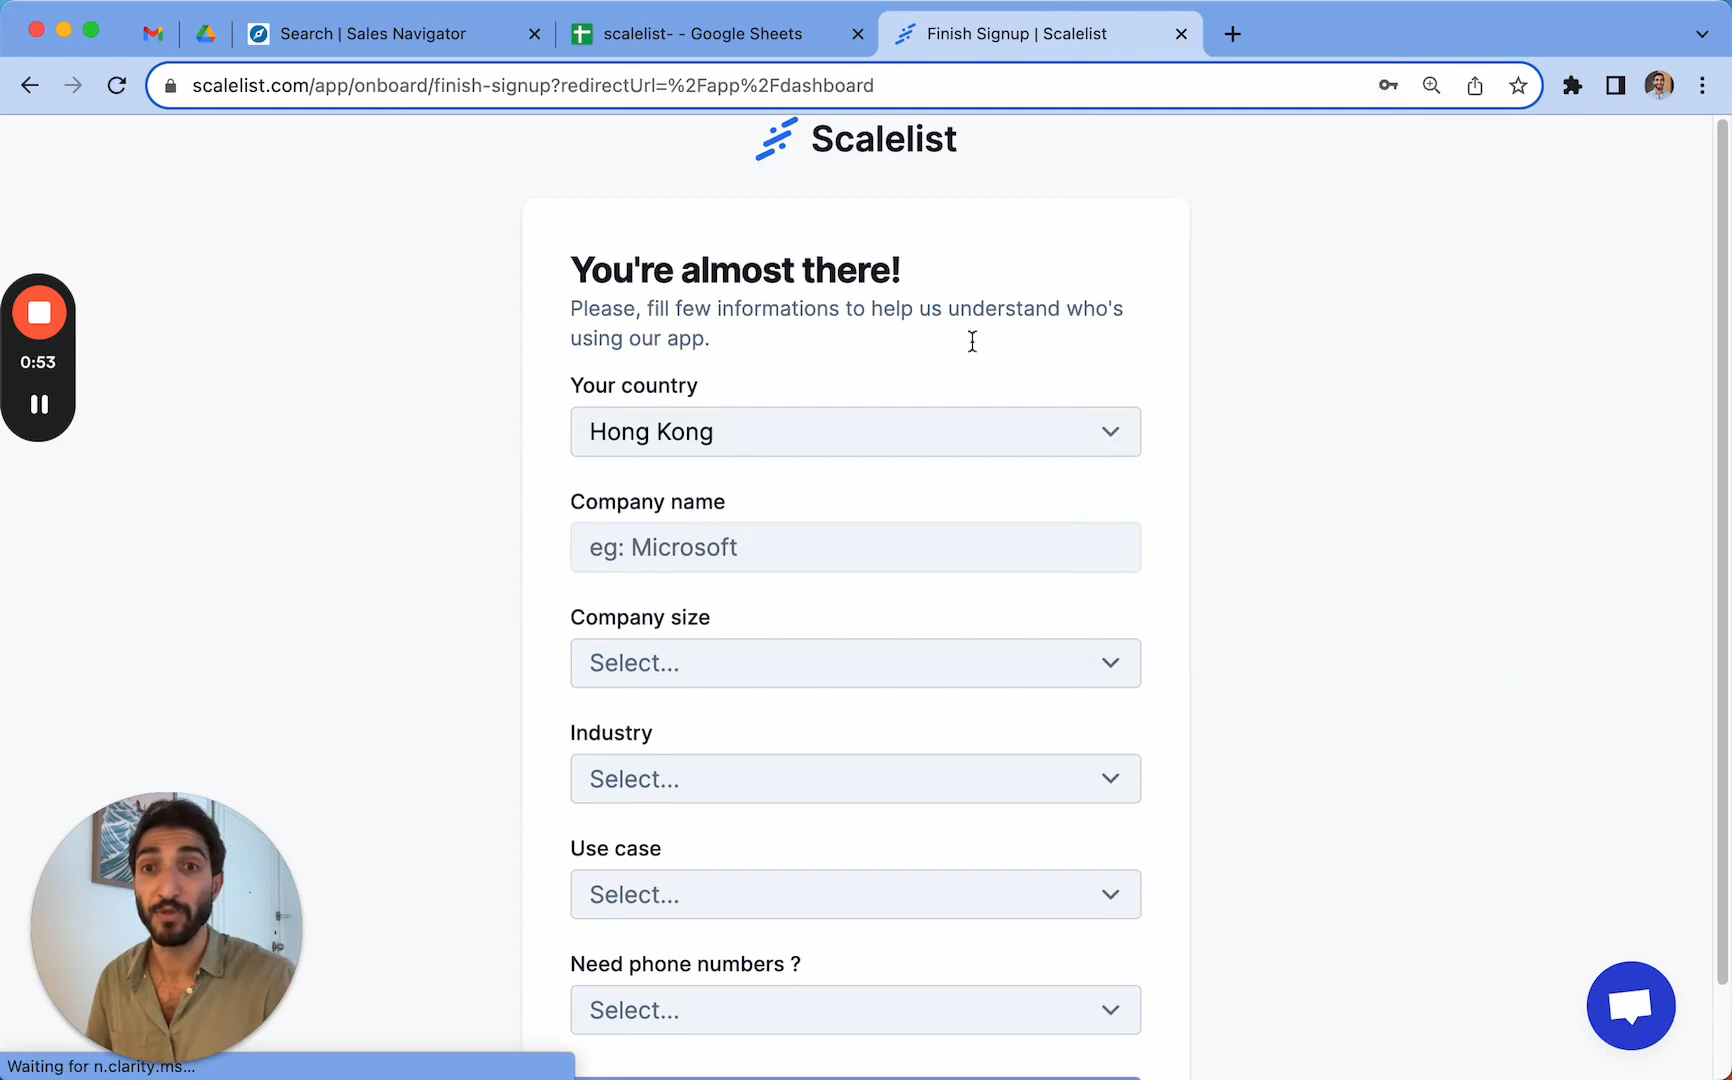 Search | Sales Navigator
scalelist- - Google Sheets
Finish Signup | Scalelist
scalelist.com/app/onboard/finish-signup?redirectUrl=%2Fapp%2Fdashboard
Scalelist
You're almost there!
Please, fill few informations to help us understand who's
using our app.
0:53
Your country
Hong Kong
Company name
eg: Microsoft
Company size
Select...
Industry
Select...
Use case
Select...
Need phone numbers ?
Select...
Waiting for n.clarity.ms...